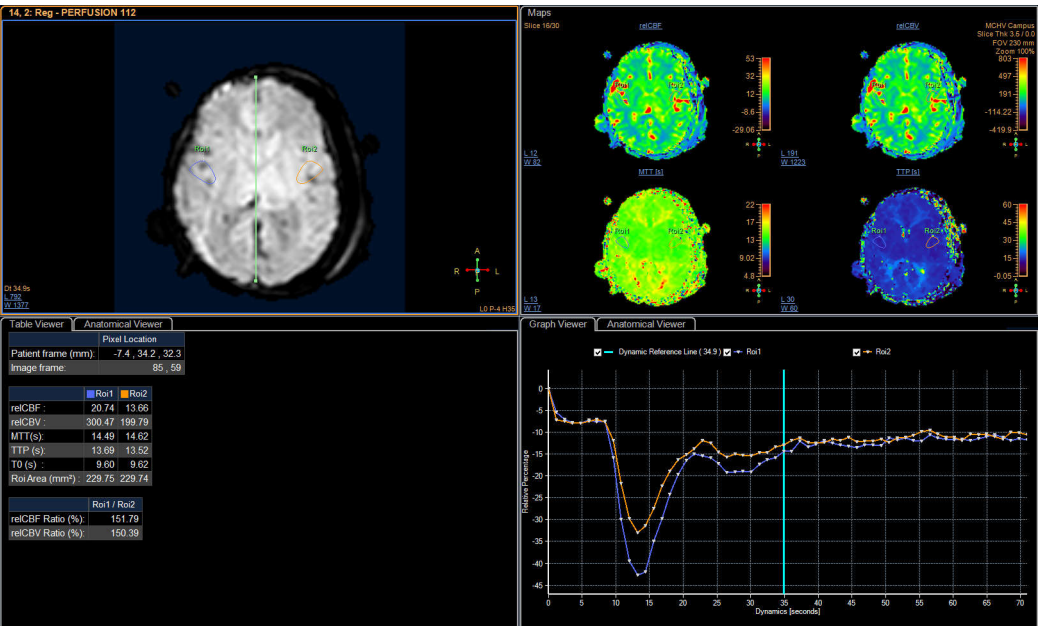 14, 2: Reg - PERFUSION 112
Roi1
Roi2
A
R
L
P
Dt 34.9s
L 792
W 1377
L0 P-4 H35
Maps
Slice 16/30
relCBF
relCBV
MCHV Campus
Slice Thk 3.5 / 0.0
FOV 230 mm
Zoom 100%
53
32
12
-8.6
-29.06
Roi1
Roi2
A
R
L
P
L 12
W 82
803
497
191
-114.22
-419.9
Roi1
Roi2
A
R
L
P
L 191
W 1223
MTT [s]
TTP [s]
22
17
13
9.02
4.8
Roi1
Roi2
R
L
P
L 13
W 17
60
45
30
15
-0.05
Roi1
Roi2
R
L
P
L 30
W 60
Table Viewer
Anatomical Viewer
Pixel Location
Patient frame (mm): -7.4 , 34.2 , 32.3
Image frame: 85 , 59
Roi1 Roi2
relCBF : 20.74 13.66
relCBV : 300.47 199.79
MTT(s): 14.49 14.62
TTP (s): 13.69 13.52
T0 (s) : 9.60 9.62
Roi Area (mm²) : 229.75 229.74
Roi1 / Roi2
relCBF Ratio (%): 151.79
relCBV Ratio (%): 150.39
Graph Viewer
Anatomical Viewer
Dynamic Reference Line ( 34.9 )
Roi1
Roi2
Relative Percentage
0
-5
-10
-15
-20
-25
-30
-35
-40
-45
0 5 10 15 20 25 30 35 40 45 50 55 60 65 70
Dynamics [seconds]